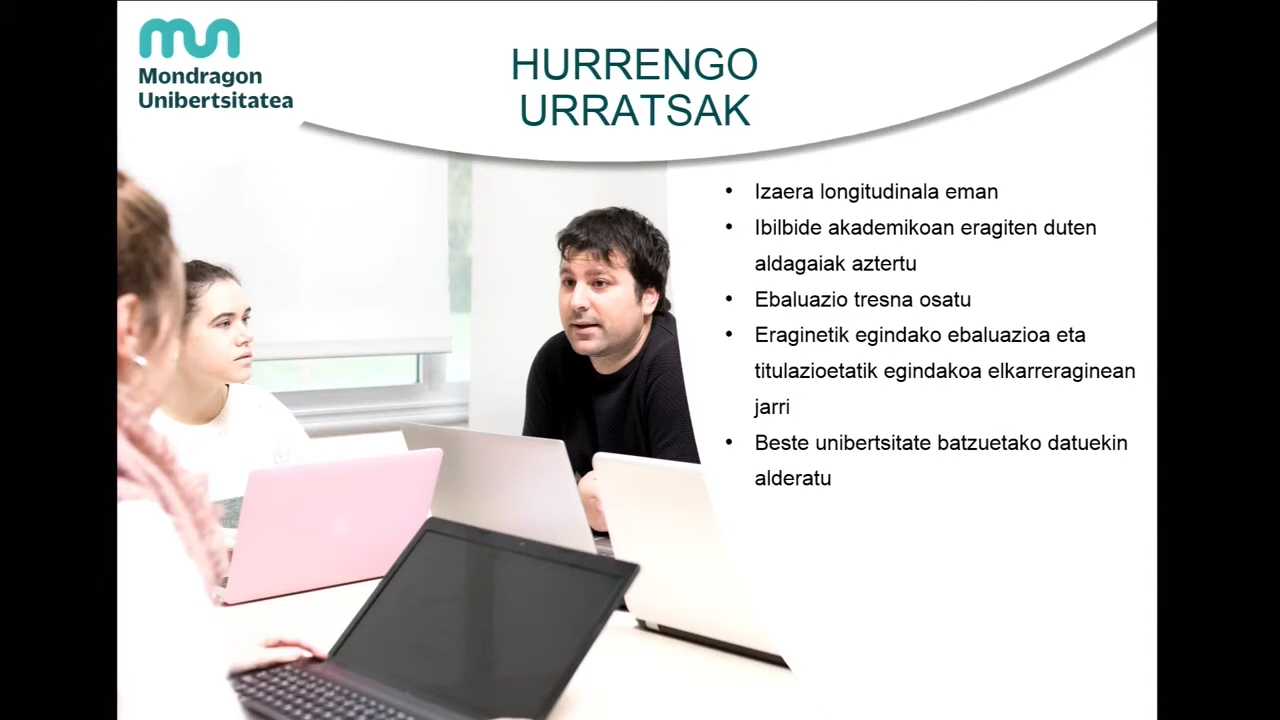 Mondragon
Unibertsitatea
HURRENGO
URRATSAK
• Izaera longitudinala eman
• Ibilbide akademikoan eragiten duten
aldagaiak aztertu
• Ebaluazio tresna osatu
• Eraginetik egindako ebaluazioa eta
titulazioetatik egindakoa elkarreraginean
jarri
• Beste unibertsitate batzuetako datuekin
alderatu